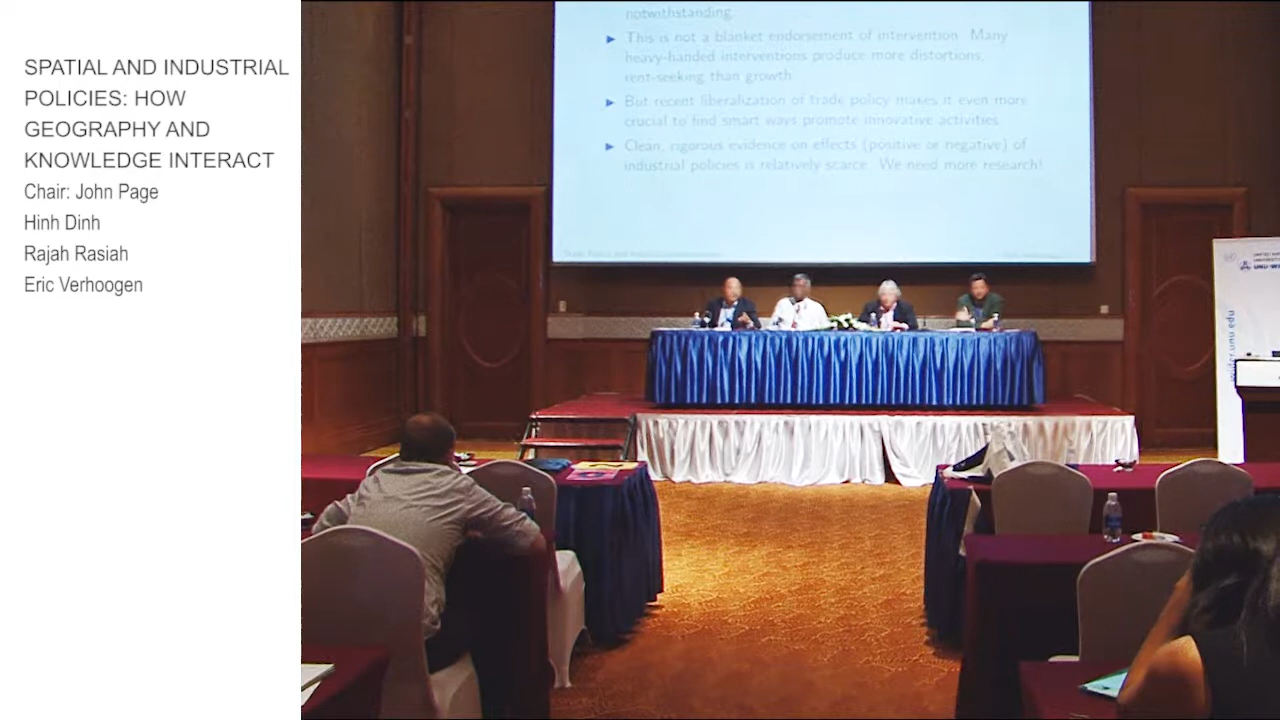 SPATIAL AND INDUSTRIAL
POLICIES: HOW
GEOGRAPHY AND
KNOWLEDGE INTERACT
Chair: John Page
Hinh Dinh
Rajah Rasiah
Eric Verhoogen
notwithstanding.
This is not a blanket endorsement of intervention. Many
heavy-handed interventions produce more distortions,
rent-seeking than growth.
But recent liberalization of trade policy makes it even more
crucial to find smart ways promote innovative activities.
Clean, rigorous evidence on effects (positive or negative) of
industrial policies is relatively scarce. We need more research!
wider.unu.edu